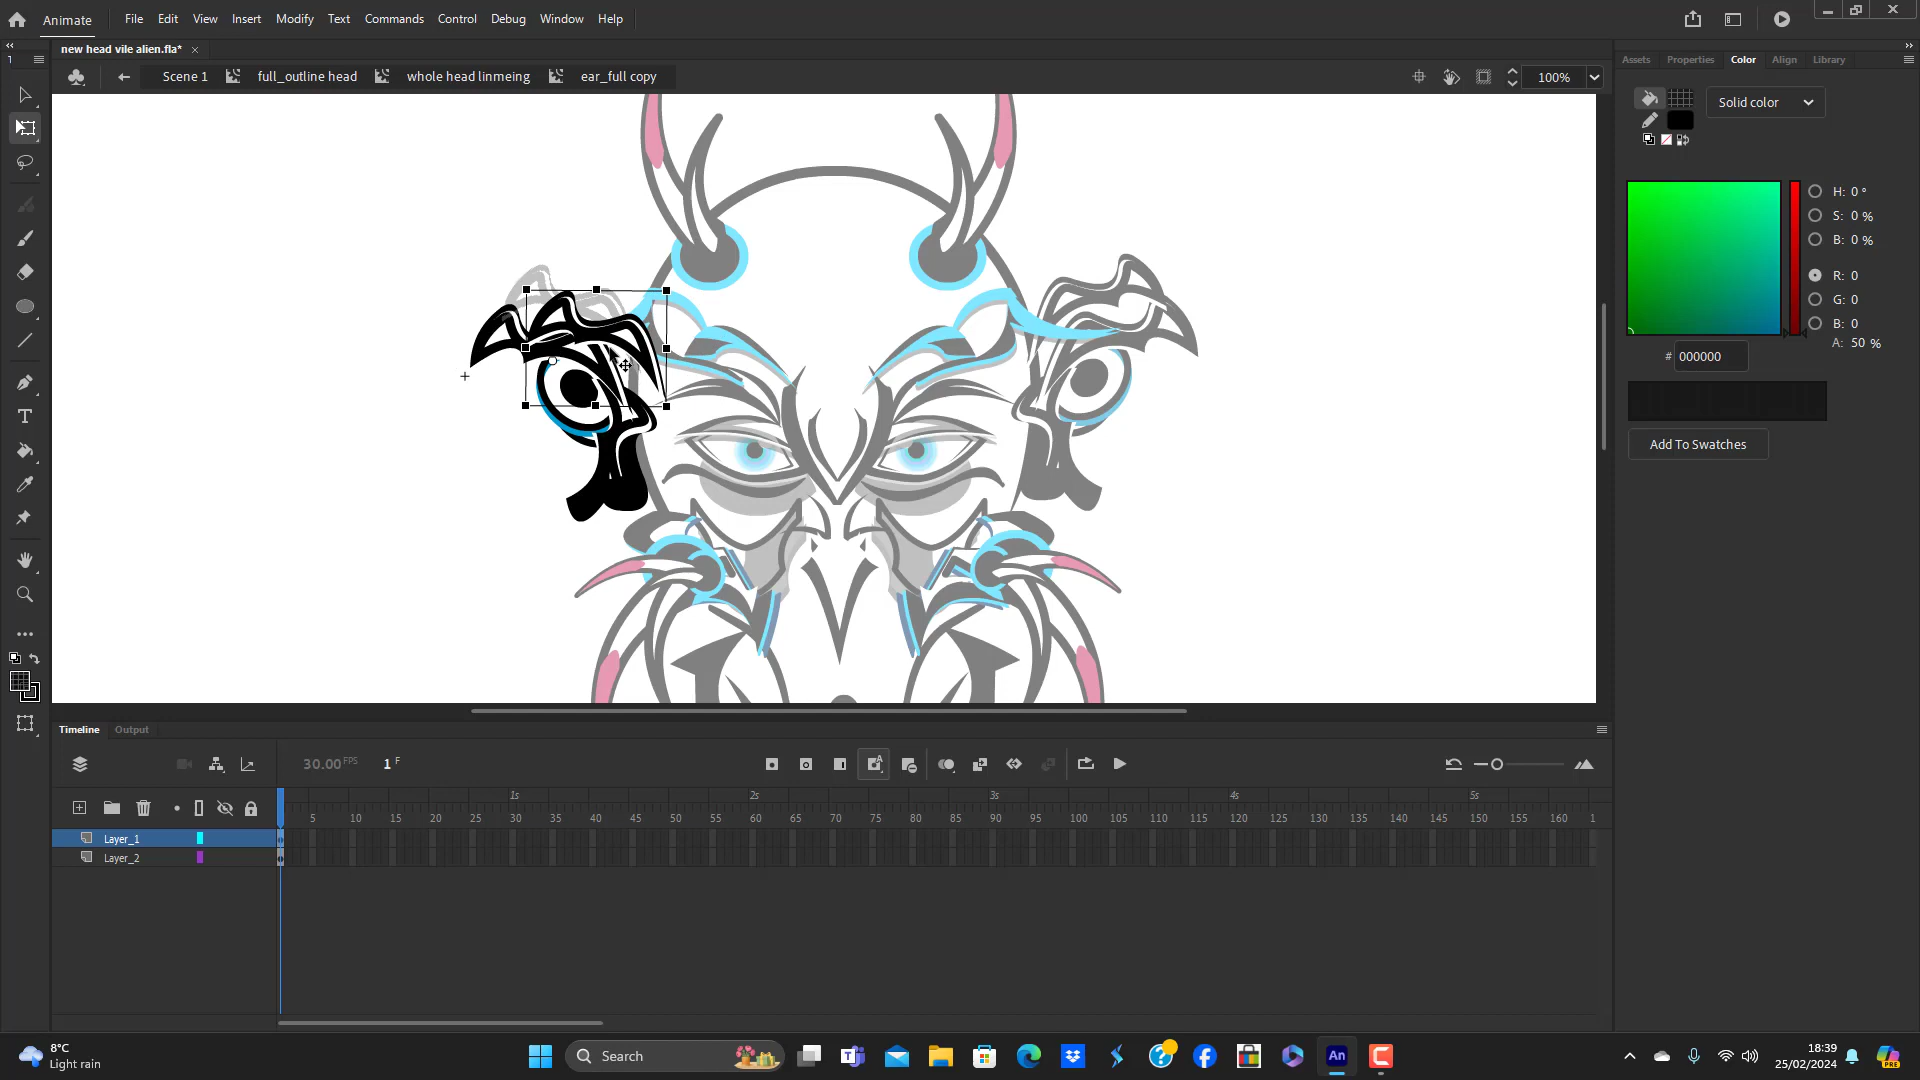 Animate File Edit View Insert Modify Text Commands Control Debug Window Help
new head vile alien.fla* ×
Scene 1 full_outline head whole head linmeing ear_full copy 100%
Assets Properties Color Align Library
Solid color
H: 0 °
S: 0 %
B: 0 %
R: 0
G: 0
B: 0
A: 50 %
# 000000
Add To Swatches
Timeline Output
30.00 FPS 1 F
1s 2s 3s 4s 5s
5 10 15 20 25 30 35 40 45 50 55 60 65 70 75 80 85 90 95 100 105 110 115 120 125 130 135 140 145 150 155 160 1
Layer_1
Layer_2
8°C
Light rain
Search
An
PRE
18:39
25/02/2024